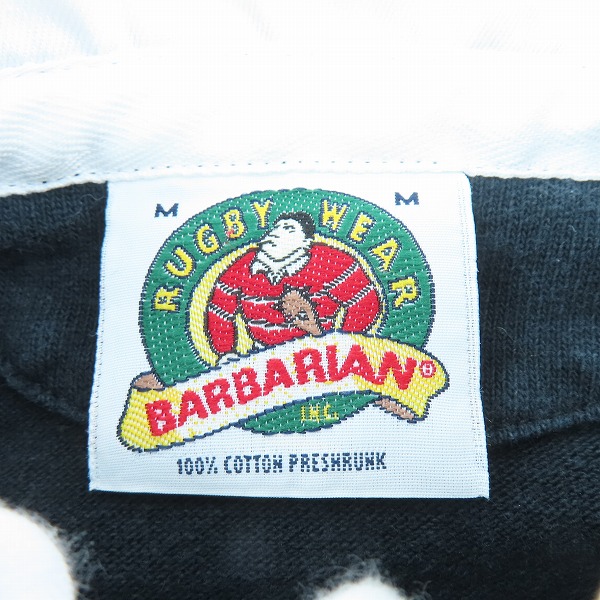 M M
RUGBY WEAR
BARBARIAN®
INC.
100% COTTON PRESHRUNK